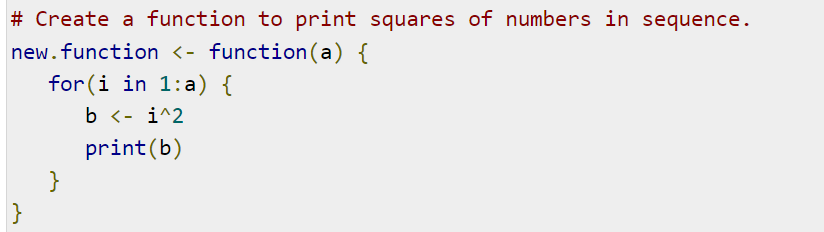 # Create a function to print squares of numbers in sequence.
new.function <- function(a) {
   for(i in 1:a) {
      b <- i^2
      print(b)
   }
}